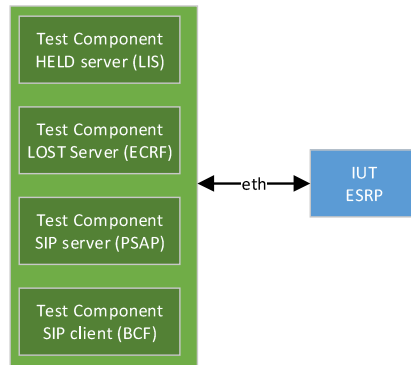 Test Component
HELD server (LIS)
Test Component
LOST Server (ECRF)
Test Component
SIP server (PSAP)
Test Component
SIP client (BCF)
eth
IUT
ESRP